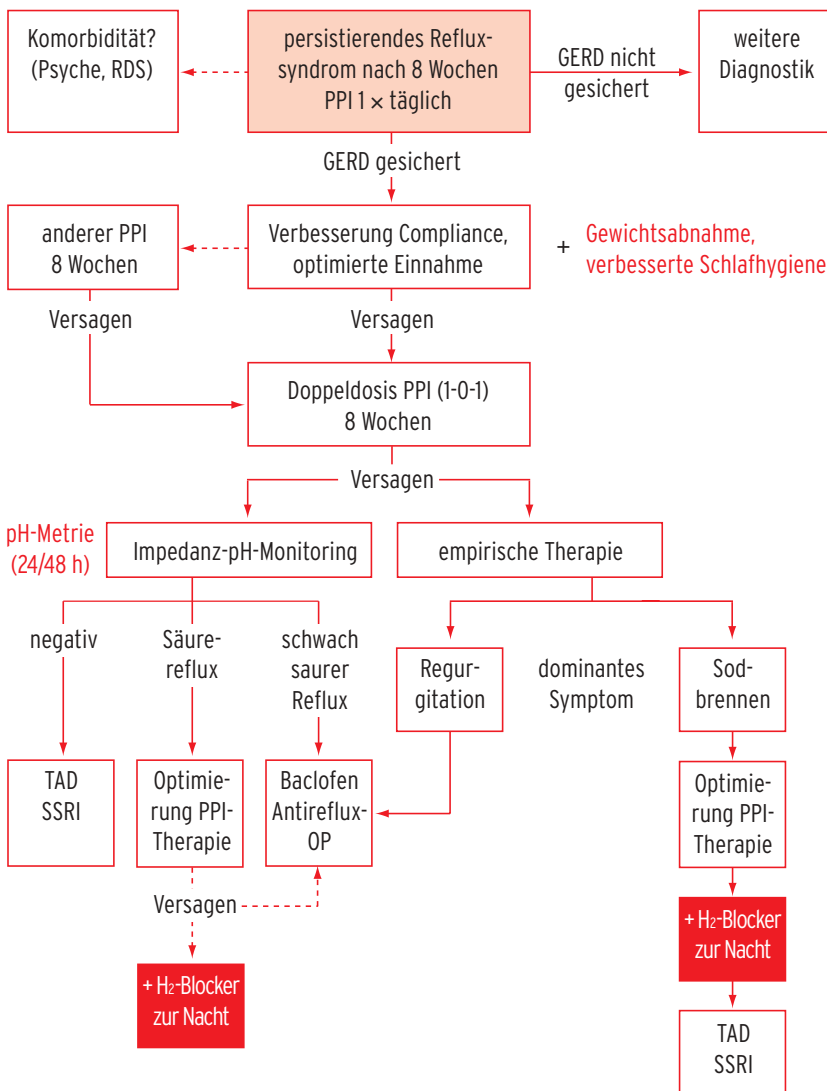 Komorbidität?
(Psyche, RDS)
persistierendes Reflux-
syndrom nach 8 Wochen
PPI 1 × täglich
GERD nicht
gesichert
weitere
Diagnostik
GERD gesichert
anderer PPI
8 Wochen
Verbesserung Compliance,
optimierte Einnahme
+ Gewichtsabnahme,
verbesserte Schlafhygiene
Versagen
Versagen
Doppeldosis PPI (1-0-1)
8 Wochen
Versagen
pH-Metrie
(24/48 h)
Impedanz-pH-Monitoring
empirische Therapie
negativ
Säure-
reflux
schwach
saurer
Reflux
Regur-
gitation
dominantes
Symptom
Sod-
brennen
TAD
SSRI
Optimie-
rung PPI-
Therapie
Baclofen
Antireflux-
OP
Optimie-
rung PPI-
Therapie
Versagen
+ H₂-Blocker
zur Nacht
+ H₂-Blocker
zur Nacht
TAD
SSRI